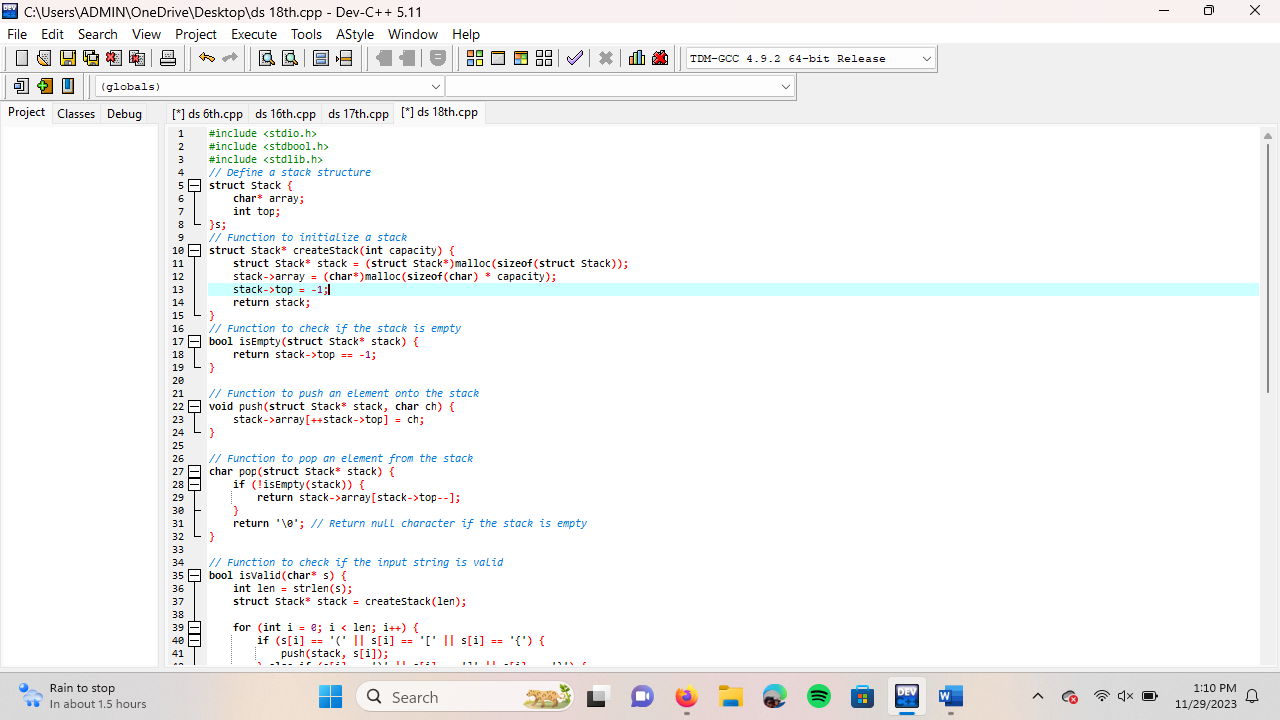 C:\Users\ADMIN\OneDrive\Desktop\ds 18th.cpp - Dev-C++ 5.11
File Edit Search View Project Execute Tools AStyle Window Help
TDM-GCC 4.9.2 64-bit Release
(globals)
Project Classes Debug [*] ds 6th.cpp ds 16th.cpp ds 17th.cpp [*] ds 18th.cpp
1 #include <stdio.h>
2 #include <stdbool.h>
3 #include <stdlib.h>
4 // Define a stack structure
5 struct Stack {
6 char* array;
7 int top;
8 }s;
9 // Function to initialize a stack
10 struct Stack* createStack(int capacity) {
11 struct Stack* stack = (struct Stack*)malloc(sizeof(struct Stack));
12 stack->array = (char*)malloc(sizeof(char) * capacity);
13 stack->top = -1;
14 return stack;
15 }
16 // Function to check if the stack is empty
17 bool isEmpty(struct Stack* stack) {
18 return stack->top == -1;
19 }
20
21 // Function to push an element onto the stack
22 void push(struct Stack* stack, char ch) {
23 stack->array[++stack->top] = ch;
24 }
25
26 // Function to pop an element from the stack
27 char pop(struct Stack* stack) {
28 if (!isEmpty(stack)) {
29 return stack->array[stack->top--];
30 }
31 return '\0'; // Return null character if the stack is empty
32 }
33
34 // Function to check if the input string is valid
35 bool isValid(char* s) {
36 int len = strlen(s);
37 struct Stack* stack = createStack(len);
38
39 for (int i = 0; i < len; i++) {
40 if (s[i] == '(' || s[i] == '[' || s[i] == '{') {
41 push(stack, s[i]);
Rain to stop
In about 1.5 hours
Search
DEV
1:10 PM
11/29/2023